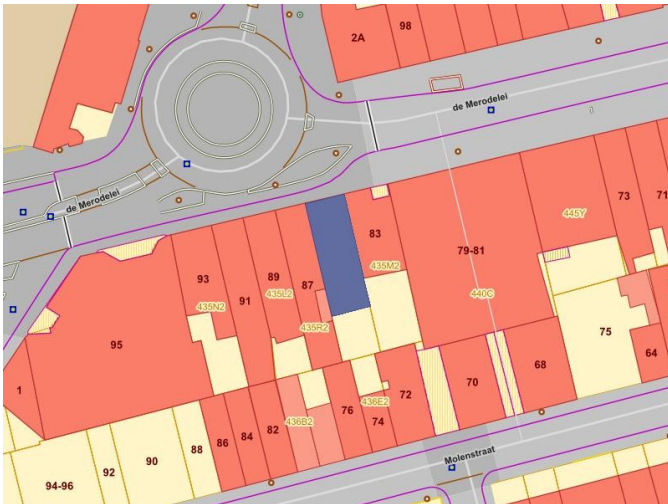 2A
98
de Merodelei
de Merodelei
73
71
445Y
83
79-81
93
89
87
435M2
91
435L2
440C
435N2
435R2
75
95
64
68
1
70
72
76
436E2
74
82
436B2
84
86
88
90
92
94-96
Molenstraat